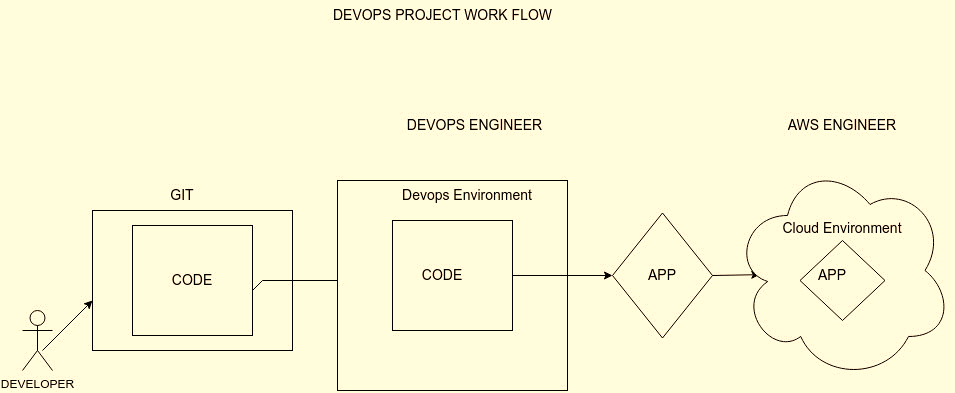 DEVOPS PROJECT WORK FLOW
DEVOPS ENGINEER
AWS ENGINEER
GIT
Devops Environment
Cloud Environment
CODE
CODE
APP
APP
DEVELOPER